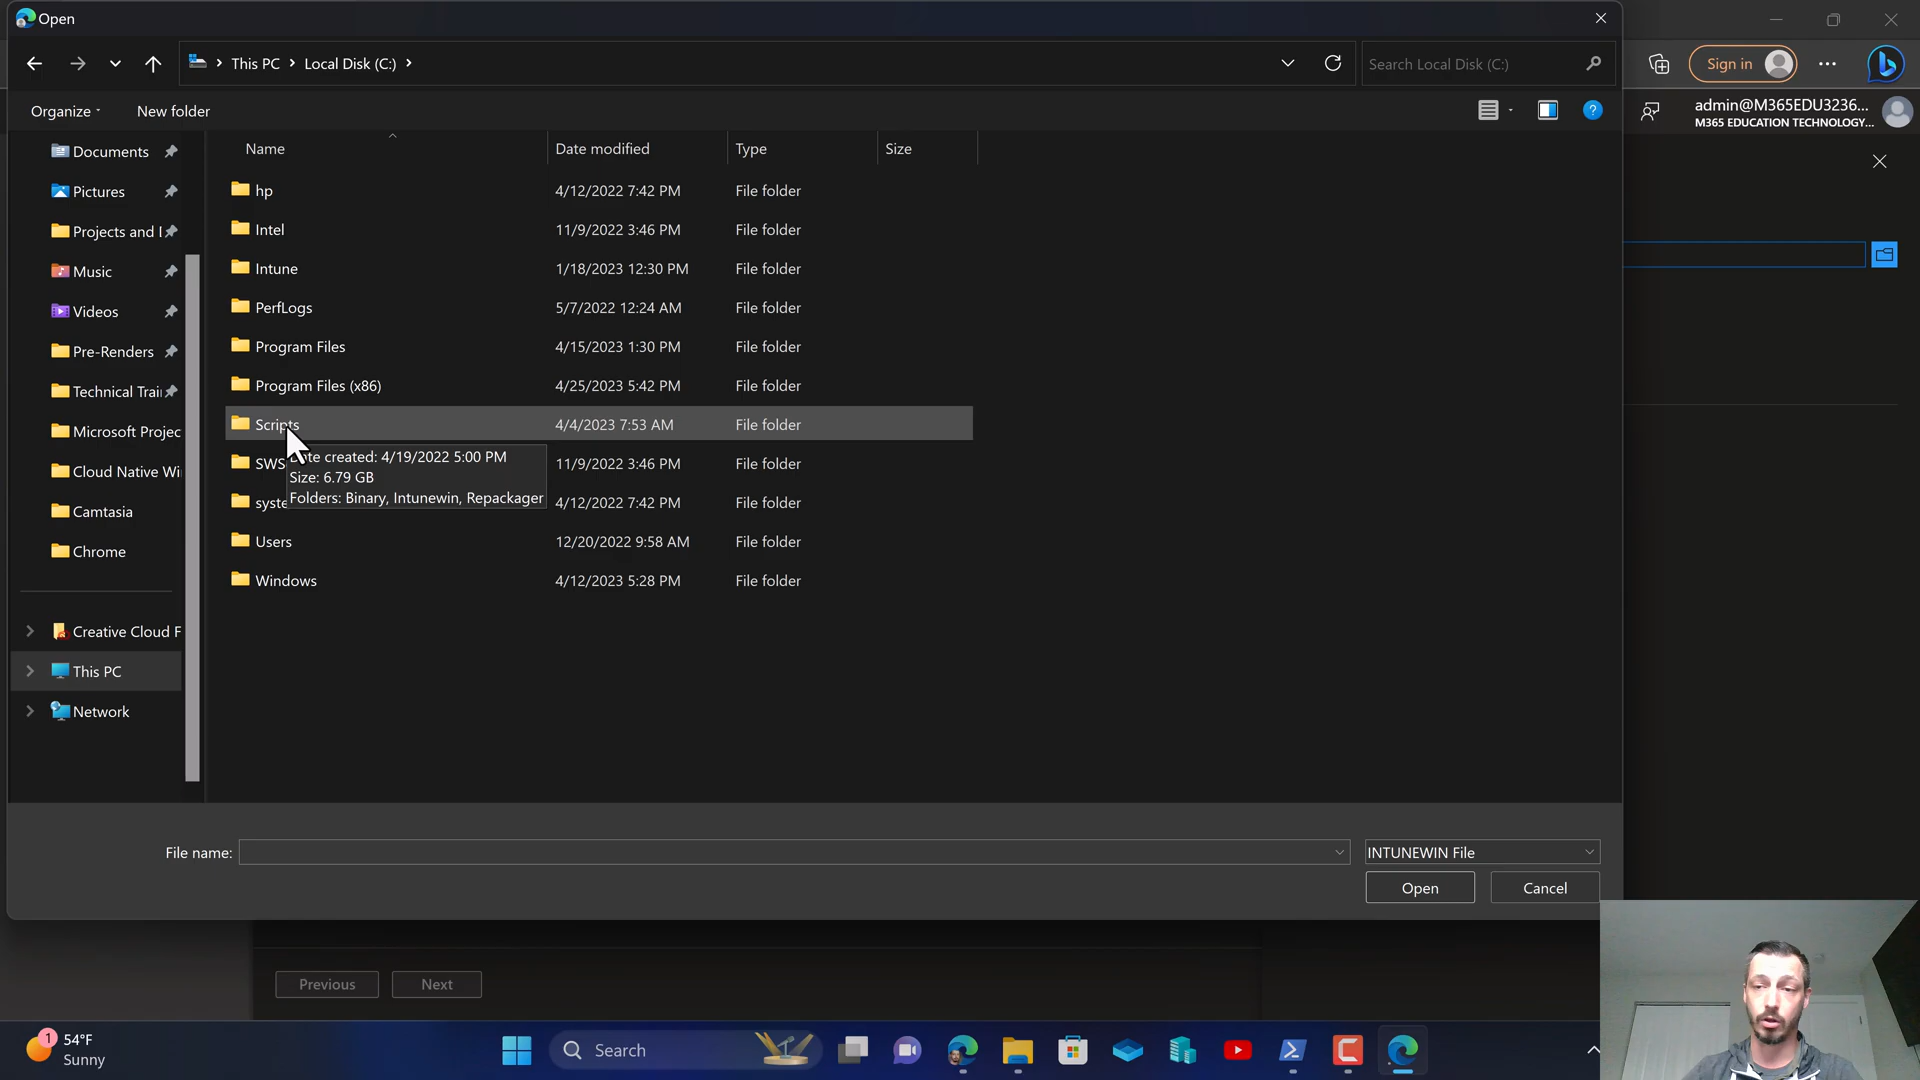 Open
This PC > Local Disk (C:) >
Search Local Disk (C:)
Sign in
Organize
New folder
admin@M365EDU3236...
M365 EDUCATION TECHNOLOGY...
Documents
Pictures
Projects and I
Music
Videos
Pre-Renders
Technical Trai
Microsoft Projec
Cloud Native Wi
Camtasia
Chrome
Creative Cloud F
This PC
Network
Name Date modified Type Size
hp 4/12/2022 7:42 PM File folder
Intel 11/9/2022 3:46 PM File folder
Intune 1/18/2023 12:30 PM File folder
PerfLogs 5/7/2022 12:24 AM File folder
Program Files 4/15/2023 1:30 PM File folder
Program Files (x86) 4/25/2023 5:42 PM File folder
Scripts 4/4/2023 7:53 AM File folder
SWS 11/9/2022 3:46 PM File folder
syste 4/12/2022 7:42 PM File folder
Users 12/20/2022 9:58 AM File folder
Windows 4/12/2023 5:28 PM File folder
te created: 4/19/2022 5:00 PM
Size: 6.79 GB
Folders: Binary, Intunewin, Repackager
File name:
INTUNEWIN File
Open
Cancel
Previous
Next
1
54°F
Sunny
Search